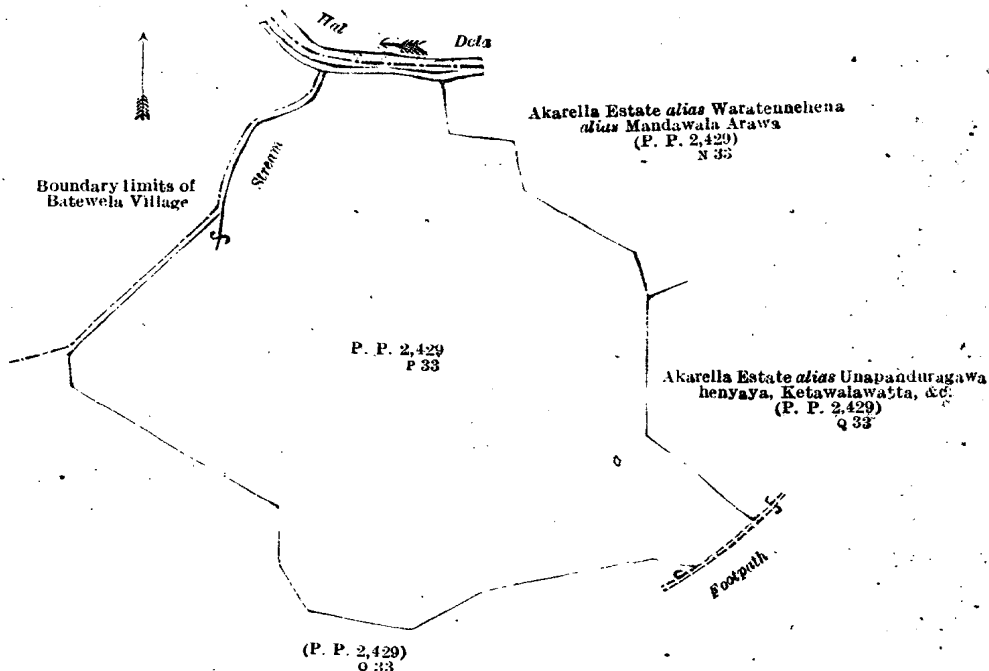 Hal Dola
Akarella Estate alias Waratennehena
alias Mandawala Arawa
(P. P. 2,429)
N 33
Stream
Boundary limits of
Batewela Village
P. P. 2,429
P 33
Akarella Estate alias Unapanduragawa
henyaya, Ketawalawatta, &c.
(P. P. 2,429)
Q 33
Footpath
(P. P. 2,429)
O 33